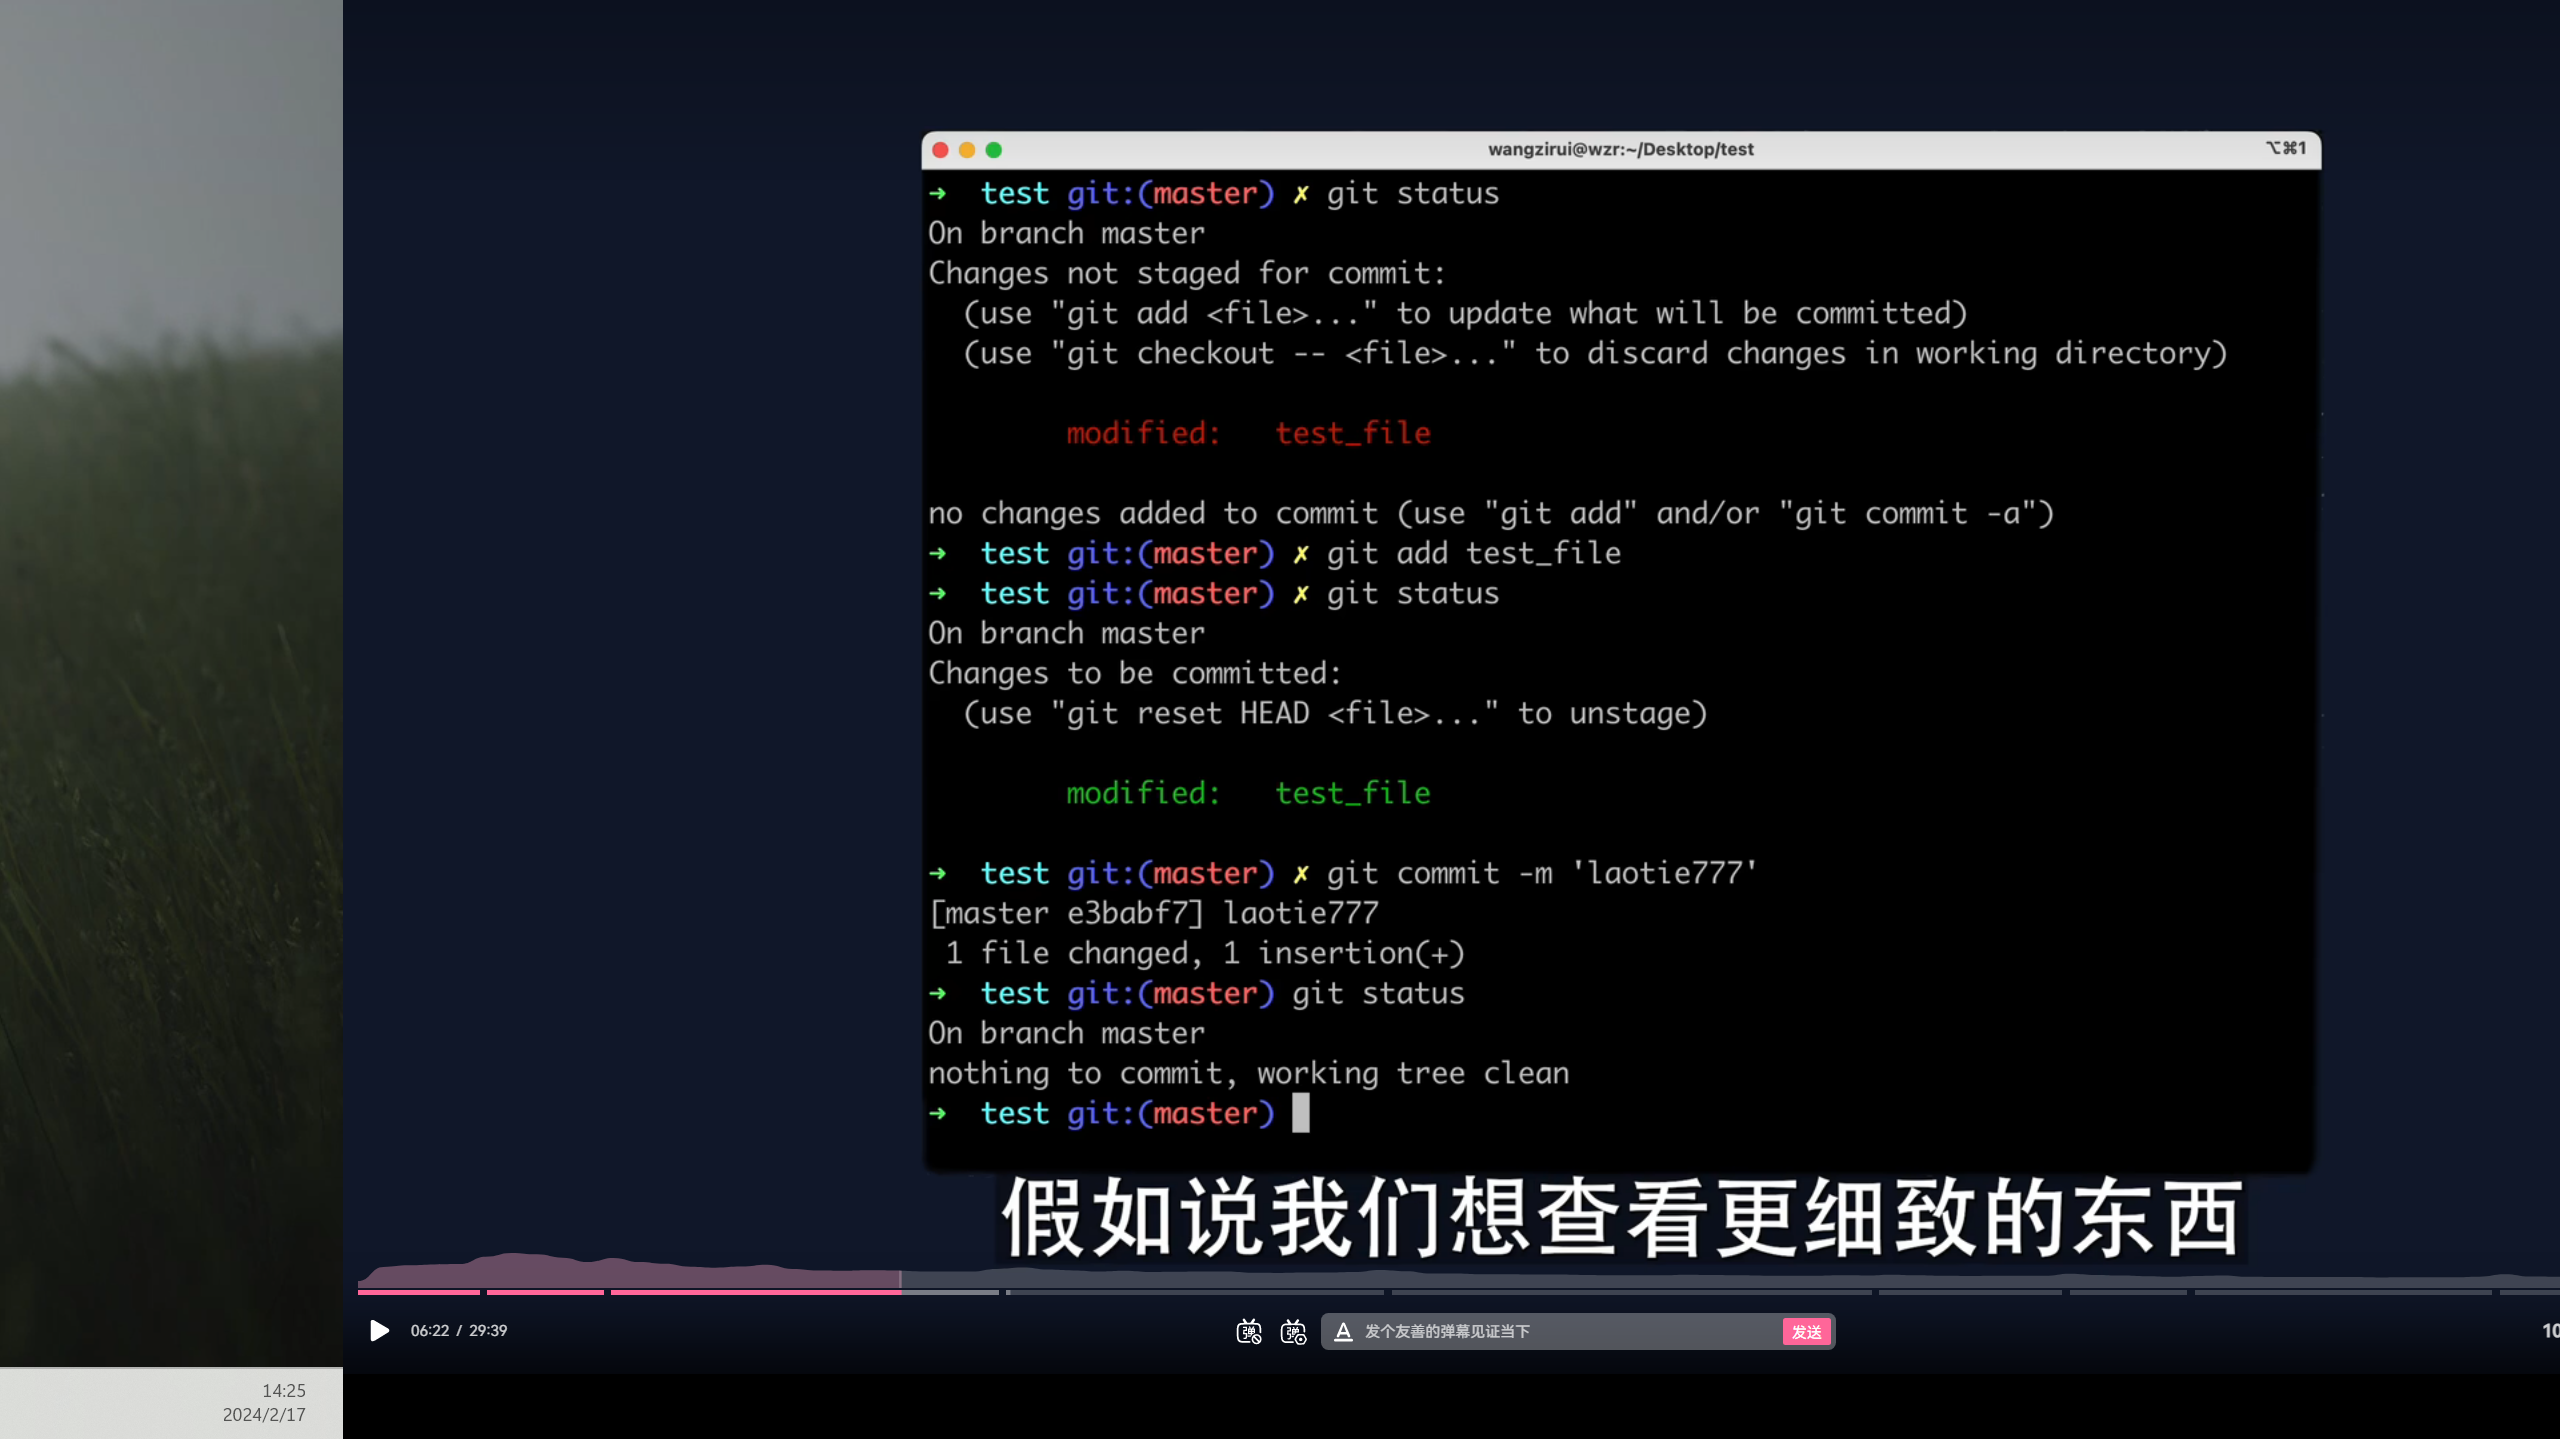 wangzirui@wzr:~/Desktop/test
⌥⌘1
➜ test git:(master) ✗ git status
On branch master
Changes not staged for commit:
(use "git add <file>..." to update what will be committed)
(use "git checkout -- <file>..." to discard changes in working directory)
modified: test_file
no changes added to commit (use "git add" and/or "git commit -a")
➜ test git:(master) ✗ git add test_file
➜ test git:(master) ✗ git status
On branch master
Changes to be committed:
(use "git reset HEAD <file>..." to unstage)
modified: test_file
➜ test git:(master) ✗ git commit -m 'laotie777'
[master e3babf7] laotie777
1 file changed, 1 insertion(+)
➜ test git:(master) git status
On branch master
nothing to commit, working tree clean
➜ test git:(master)
假如说我们想查看更细致的东西
06:22 / 29:39
弹
弹
A 发个友善的弹幕见证当下
发送
14:25
2024/2/17